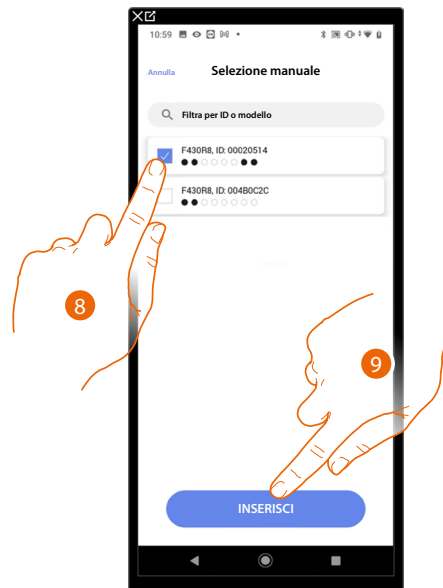 10:59
Annulla
Selezione manuale
Filtra per ID o modello
F430R8, ID: 00020514
F430R8, ID: 004B0C2C
8
9
INSERISCI